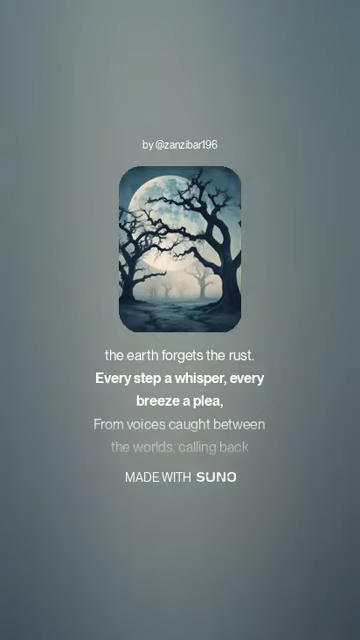 by @zanzibar196
the earth forgets the rust.
Every step a whisper, every
breeze a plea,
From voices caught between
the worlds, calling back
MADE WITH SUNO